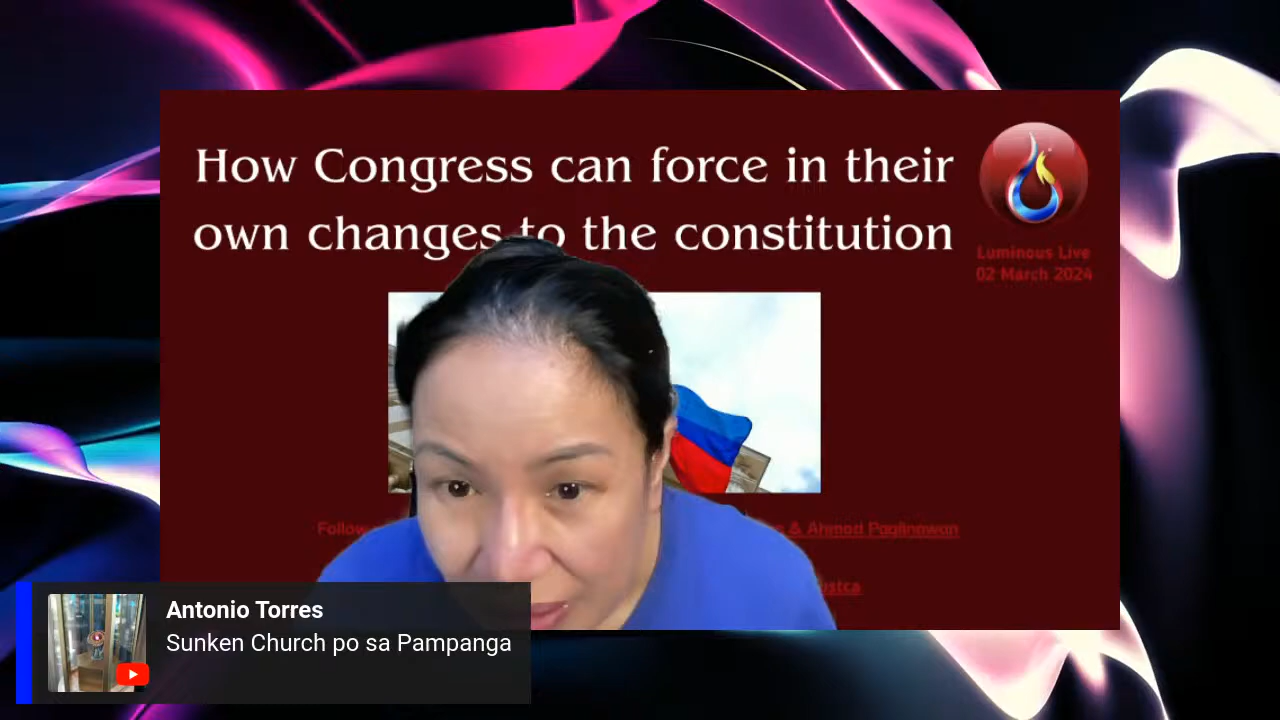 How Congress can force in their
own changes to the constitution
Luminous Live
02 March 2024
Follow
& Ahmad Paglinawan
Antonio Torres
Sunken Church po sa Pampanga